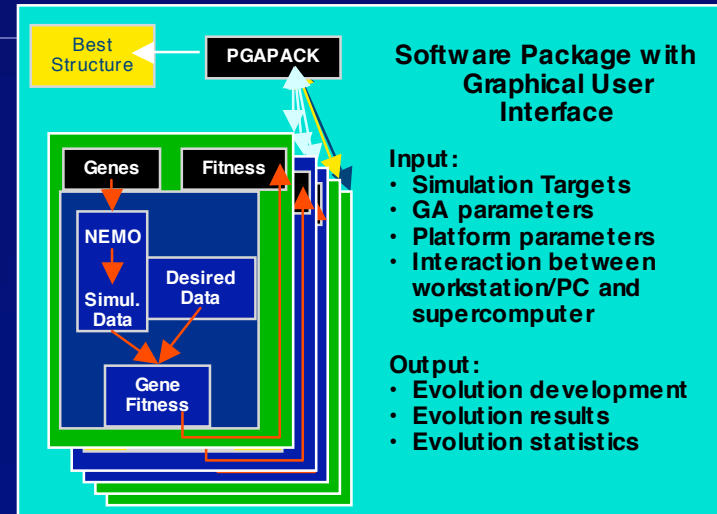 Best
Structure
PGAPACK
Genes
Fitness
NEMO
Simul.
Data
Desired
Data
Gene
Fitness
Software Package with
Graphical User
Interface
Input:
• Simulation Targets
• GA parameters
• Platform parameters
• Interaction between
workstation/PC and
supercomputer
Output:
• Evolution development
• Evolution results
• Evolution statistics